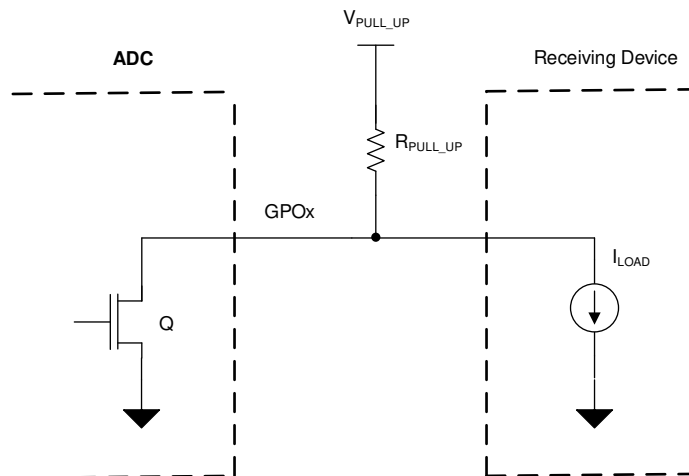 V_PULL_UP
ADC
Receiving Device
R_PULL_UP
GPOx
I_LOAD
Q